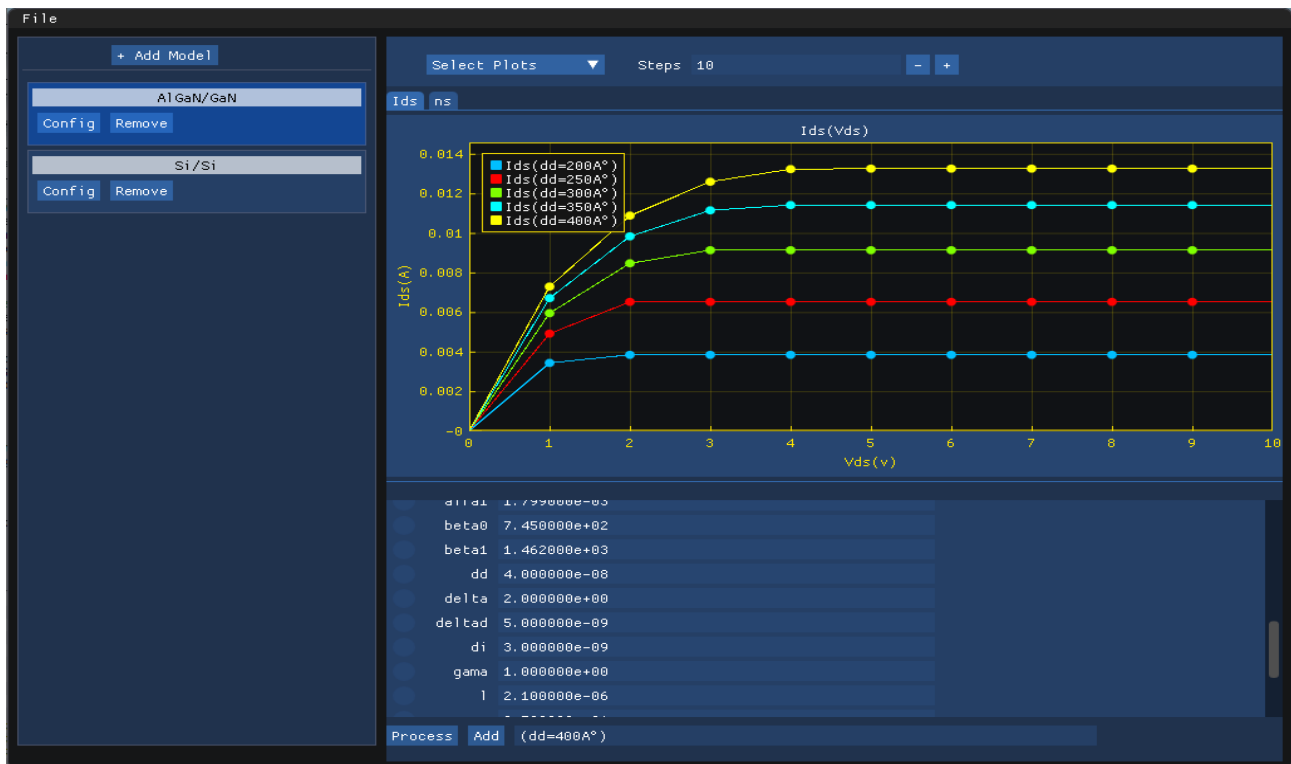 File
+ Add Model
AlGaN/GaN
Config Remove
Si/Si
Config Remove
Select Plots ▼ Steps 10 - +
Ids ns
Ids(Vds)
Ids(dd=200A°)
Ids(dd=250A°)
Ids(dd=300A°)
Ids(dd=350A°)
Ids(dd=400A°)
0.014
0.012
0.01
0.008
0.006
0.004
0.002
-0
Ids(A)
0 1 2 3 4 5 6 7 8 9 10
Vds(v)
1.799000e-03
beta0 7.450000e+02
beta1 1.462000e+03
dd 4.000000e-08
delta 2.000000e+00
deltad 5.000000e-09
di 3.000000e-09
gama 1.000000e+00
l 2.100000e-06
Process Add (dd=400A°)